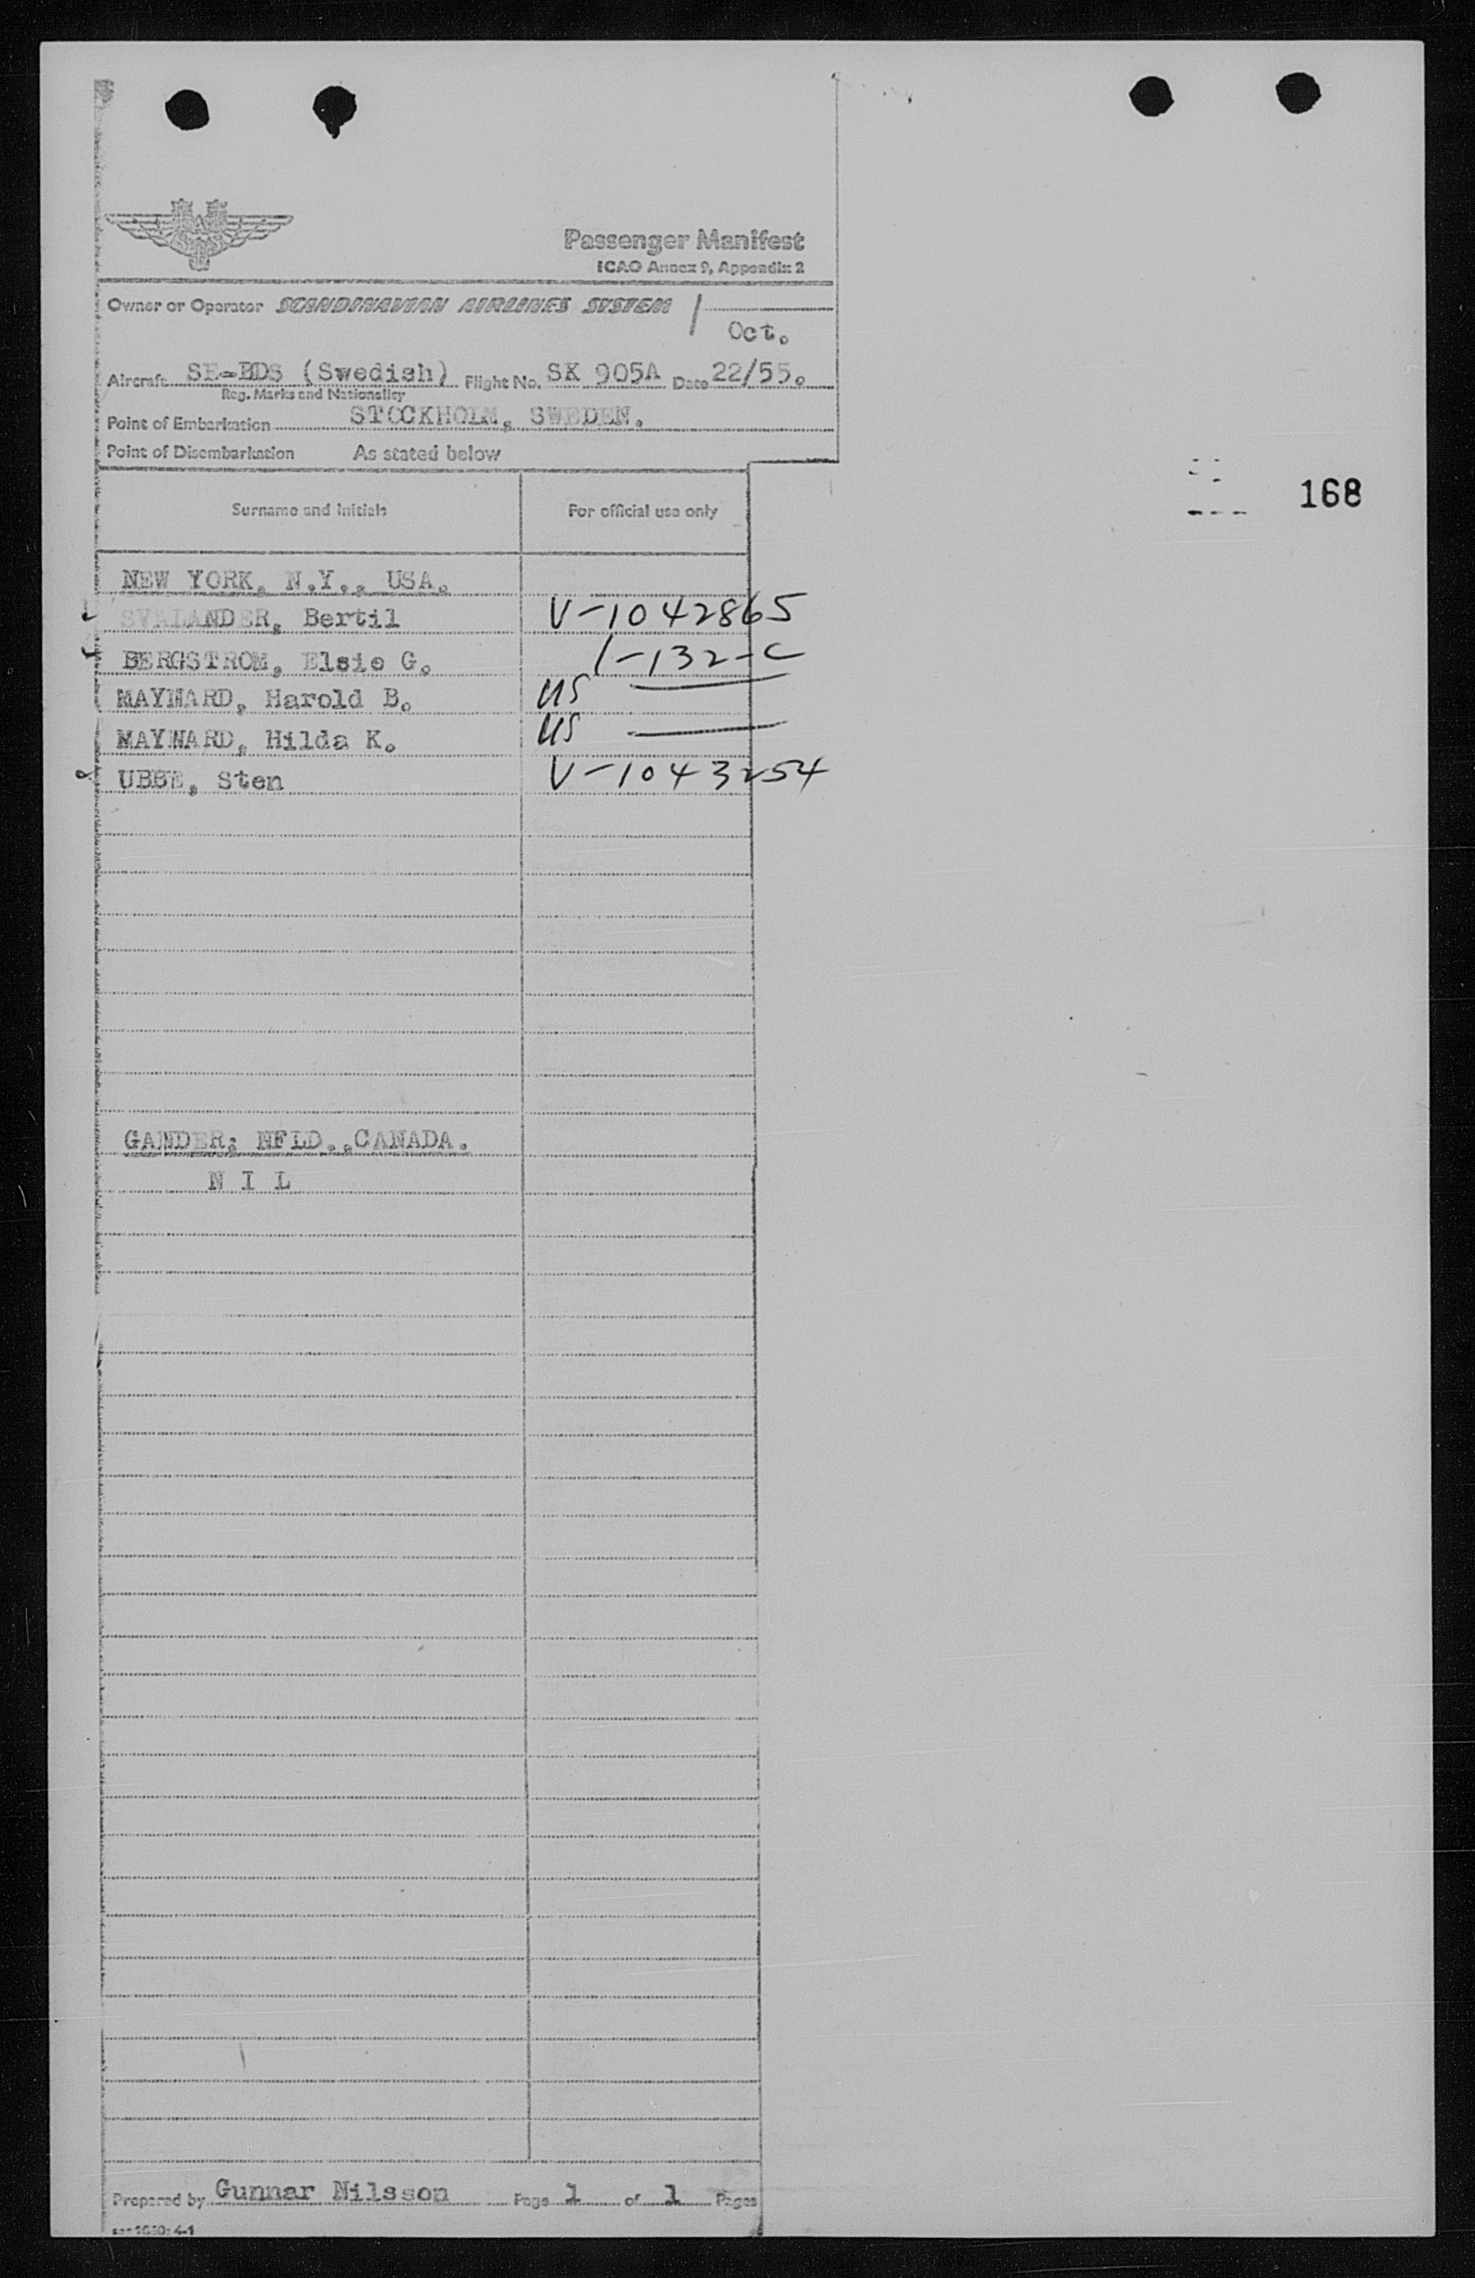 Passenger Manifest
ICAO Annex 9, Appendix 2
Owner or Operator SCANDINAVIAN AIRLINES SYSTEM 1
Oct.
Aircraft SE-BDS (Swedish) Flight No. SK 905A Date 22/55.
Reg. Marks and Nationality
Point of Embarkation STOCKHOLM, SWEDEN.
Point of Disembarkation As stated below
168
Surname and initials For official use only
NEW YORK, N.Y., USA.
SVALANDER, Bertil V-1042865
BERGSTROM, Elsie G. 1-132-C
MAYNARD, Harold B. US
MAYNARD, Hilda K. US
UBBE, Sten V-1043254
GANDER; NFLD.,CANADA.
N I L
Prepared by Gunnar Nilsson Page 1 of 1 Pages